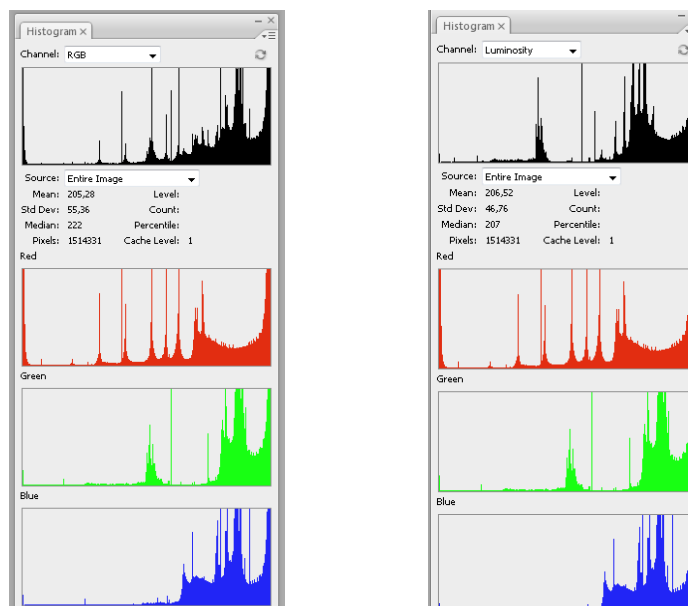 Histogram ×
Channel: RGB
Source: Entire Image
Mean: 205,28 Level:
Std Dev: 55,36 Count:
Median: 222 Percentile:
Pixels: 1514331 Cache Level: 1
Red
Green
Blue
Histogram ×
Channel: Luminosity
Source: Entire Image
Mean: 206,52 Level:
Std Dev: 46,76 Count:
Median: 207 Percentile:
Pixels: 1514331 Cache Level: 1
Red
Green
Blue